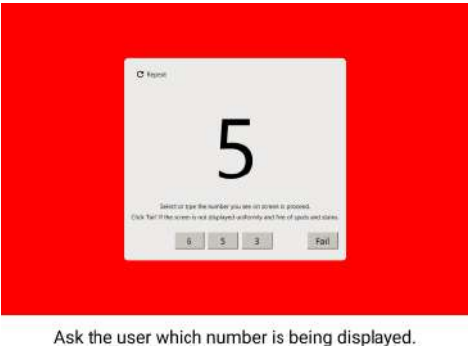 Repeat
5
Select or type the number you see on screen to proceed.
Click 'Fail' if the screen is not displayed uniformly and free of spots and stains.
6 5 3 Fail
Ask the user which number is being displayed.